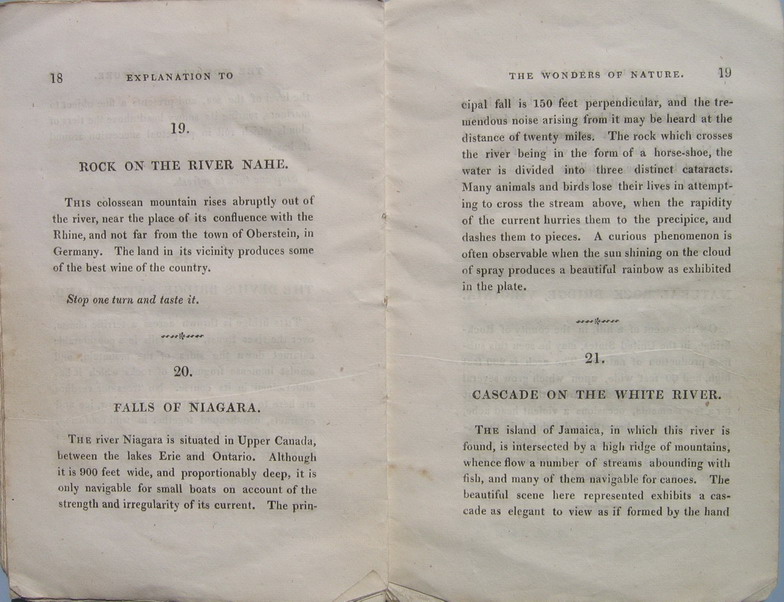 18
EXPLANATION TO
19.
ROCK ON THE RIVER NAHE.
THIS colossean mountain rises abruptly out of
the river, near the place of its confluence with the
Rhine, and not far from the town of Oberstein, in
Germany. The land in its vicinity produces some
of the best wine of the country.
Stop one turn and taste it.
20.
FALLS OF NIAGARA.
THE river Niagara is situated in Upper Canada,
between the lakes Erie and Ontario. Although
it is 900 feet wide, and proportionably deep, it is
only navigable for small boats on account of the
strength and irregularity of its current. The prin-
THE WONDERS OF NATURE.
19
cipal fall is 150 feet perpendicular, and the tre-
mendous noise arising from it may be heard at the
distance of twenty miles. The rock which crosses
the river being in the form of a horse-shoe, the
water is divided into three distinct cataracts.
Many animals and birds lose their lives in attempt-
ing to cross the stream above, when the rapidity
of the current hurries them to the precipice, and
dashes them to pieces. A curious phenomenon is
often observable when the sun shining on the cloud
of spray produces a beautiful rainbow as exhibited
in the plate.
21.
CASCADE ON THE WHITE RIVER.
THE island of Jamaica, in which this river is
found, is intersected by a high ridge of mountains,
whence flow a number of streams abounding with
fish, and many of them navigable for canoes. The
beautiful scene here represented exhibits a cas-
cade as elegant to view as if formed by the hand